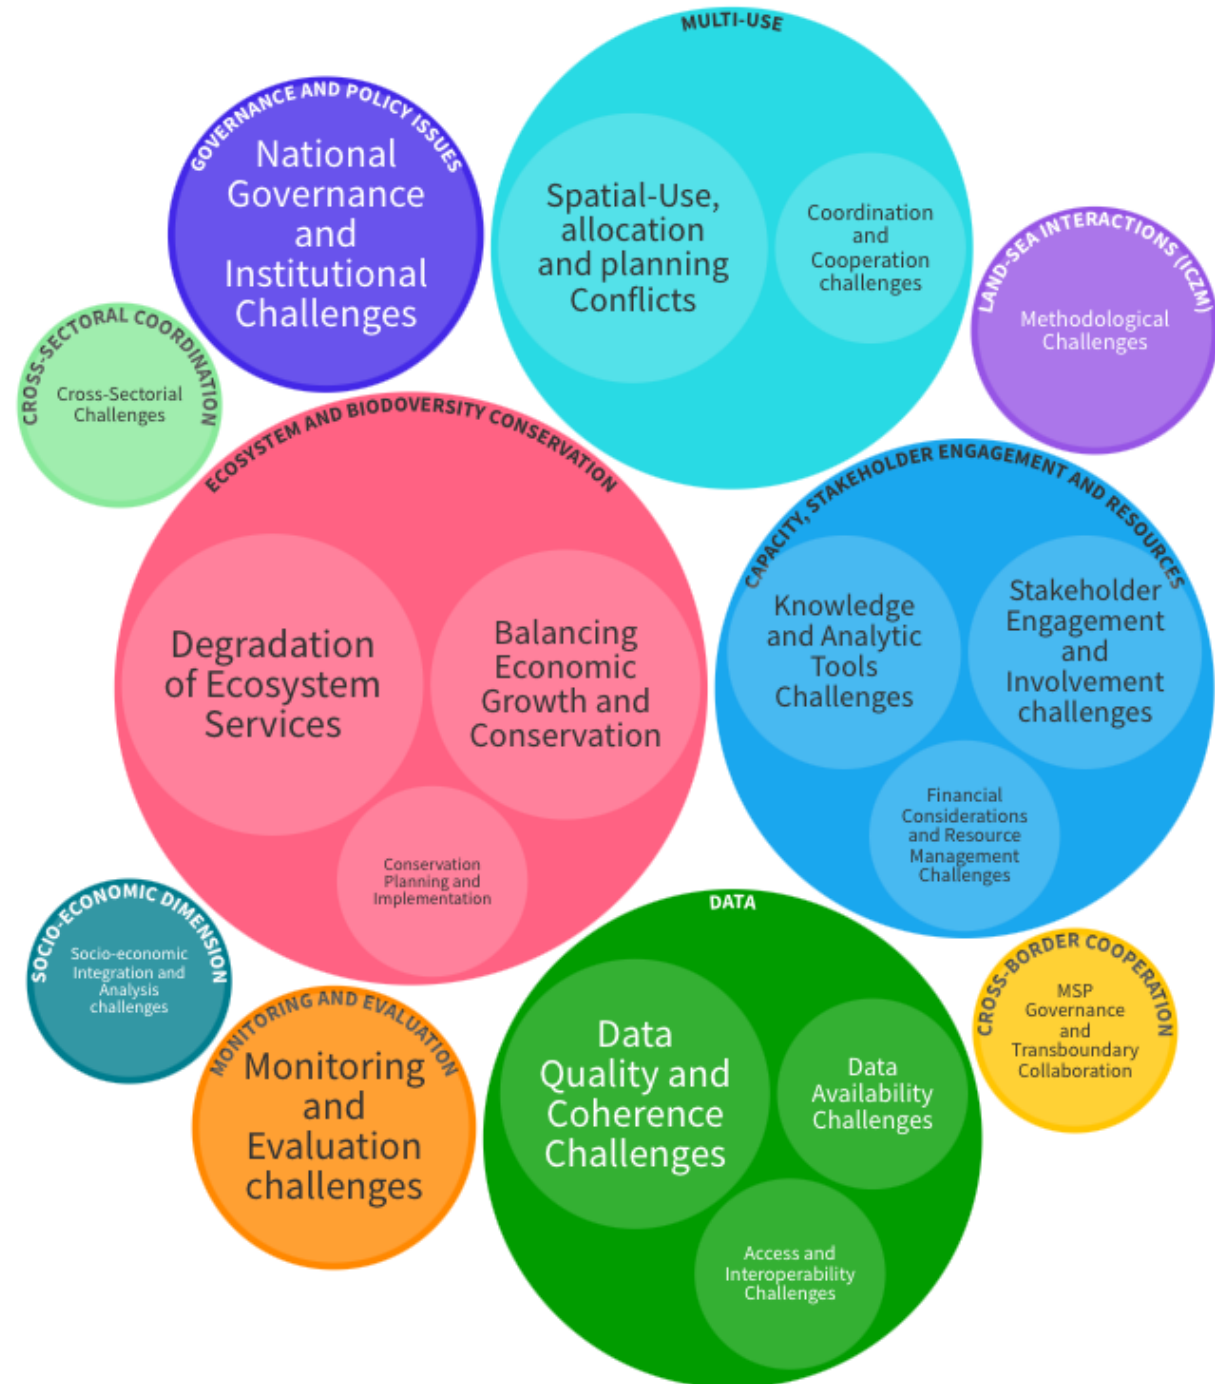 MULTI-USE
Spatial-Use,
allocation
and planning
Conflicts
Coordination
and
Cooperation
challenges
GOVERNANCE AND POLICY ISSUES
National
Governance
and
Institutional
Challenges
LAND-SEA INTERACTIONS (ICZM)
Methodological
Challenges
CROSS-SECTORAL COORDINATION
Cross-Sectorial
Challenges
ECOSYSTEM AND BIODOVERSITY CONSERVATION
Degradation
of Ecosystem
Services
Balancing
Economic
Growth and
Conservation
Conservation
Planning and
Implementation
CAPACITY, STAKEHOLDER ENGAGEMENT AND RESOURCES
Knowledge
and Analytic
Tools
Challenges
Stakeholder
Engagement
and
Involvement
challenges
Financial
Considerations
and Resource
Management
Challenges
SOCIO-ECONOMIC DIMENSION
Socio-economic
Integration and
Analysis
challenges
MONITORING AND EVALUATION
Monitoring
and
Evaluation
challenges
DATA
Data
Quality and
Coherence
Challenges
Data
Availability
Challenges
Access and
Interoperability
Challenges
CROSS-BORDER COOPERATION
MSP
Governance
and
Transboundary
Collaboration